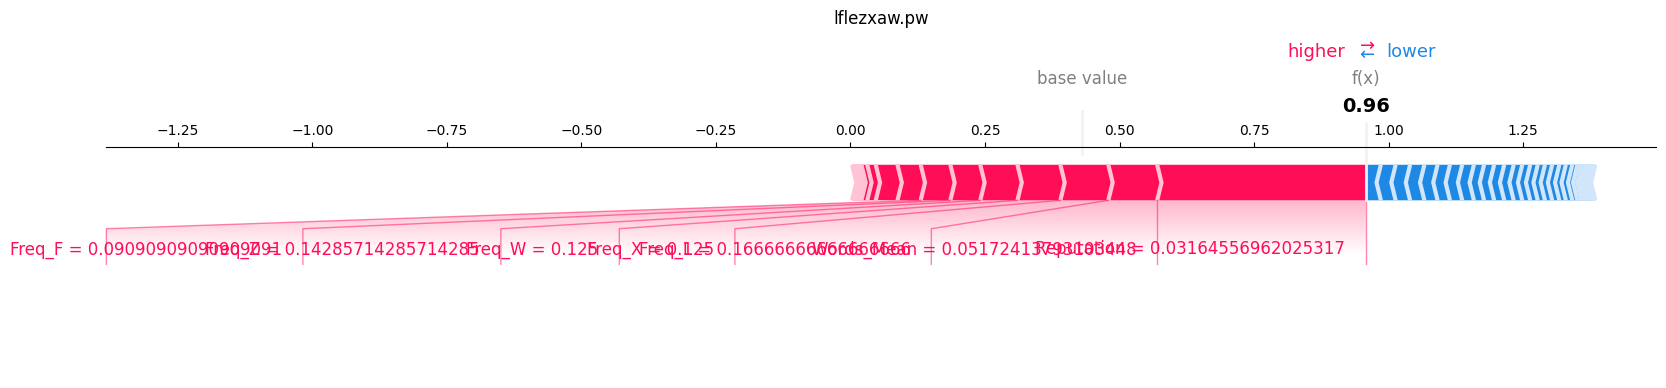 lflezxaw.pw
higher ⇄ lower
base value f(x)
0.96
−1.25 −1.00 −0.75 −0.50 −0.25 0.00 0.25 0.50 0.75 1.00 1.25
Freq_F = 0.09090909090909091 Freq_Z = 0.14285714285714285 Freq_W = 0.125 Freq_X = 0.125 Freq_L = 0.16666666666666666 Words_Mean = 0.05172413793103448 Reputation = 0.03164556962025317